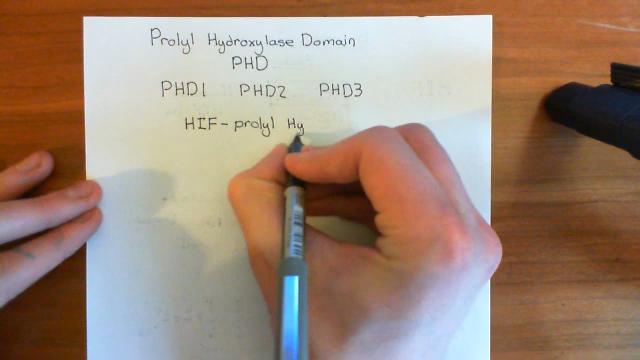 Prolyl Hydroxylase Domain
PHD
PHD1 PHD2 PHD3
HIF - prolyl Hy